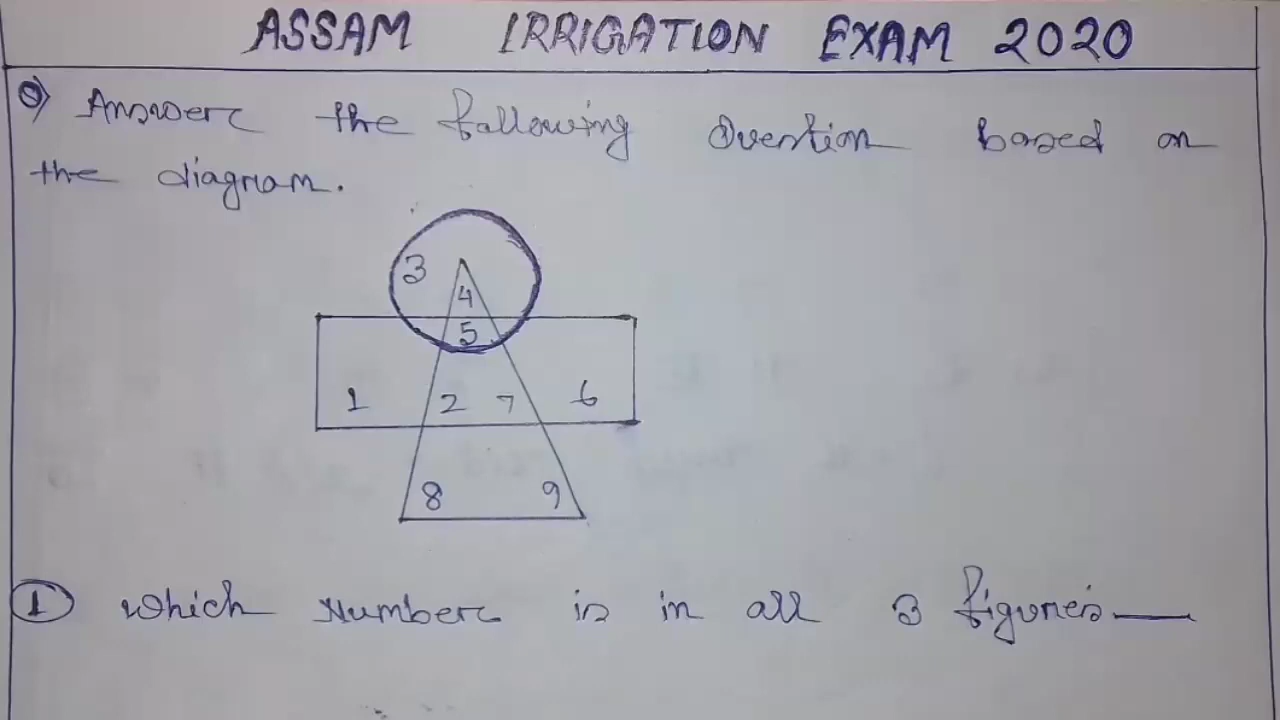 ASSAM IRRIGATION EXAM 2020
Q) Answer the following Question based on
the diagram.
3
4
5
1 2 7 6
8 9
1 which Number is in all 3 figures